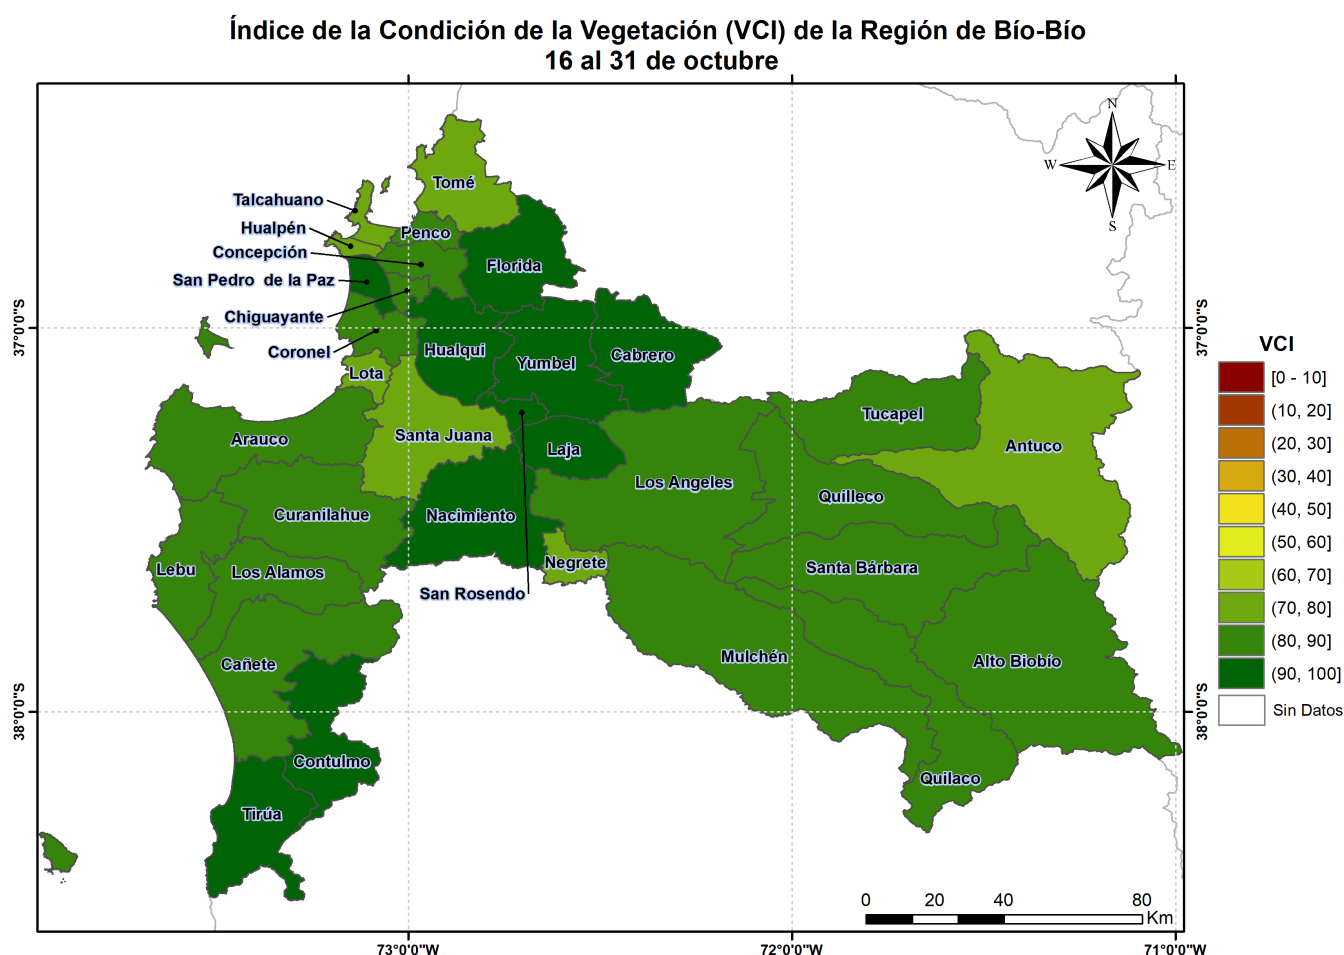 Índice de la Condición de la Vegetación (VCI) de la Región de Bío-Bío
16 al 31 de octubre
N
W
E
S
Tomé
Talcahuano
Hualpén
Penco
Concepción
Florida
San Pedro  de la Paz
Chiguayante
Coronel
Hualqui
Yumbel
Cabrero
Lota
Tucapel
Arauco
Santa Juana
Antuco
Laja
Los Angeles
Quilleco
Curanilahue
Nacimiento
Lebu
Los Alamos
Negrete
Santa Bárbara
San Rosendo
Cañete
Mulchén
Alto Biobío
Contulmo
Quilaco
Tirúa
37°0'0"S
38°0'0"S
37°0'0"S
38°0'0"S
73°0'0"W
72°0'0"W
71°0'0"W
VCI
[0 - 10]
(10, 20]
(20, 30]
(30, 40]
(40, 50]
(50, 60]
(60, 70]
(70, 80]
(80, 90]
(90, 100]
Sin Datos
0 20 40 80
Km